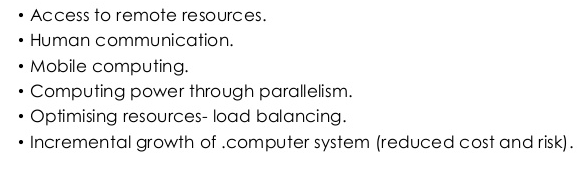 • Access to remote resources.
• Human communication.
• Mobile computing.
• Computing power through parallelism.
• Optimising resources- load balancing.
• Incremental growth of .computer system (reduced cost and risk).